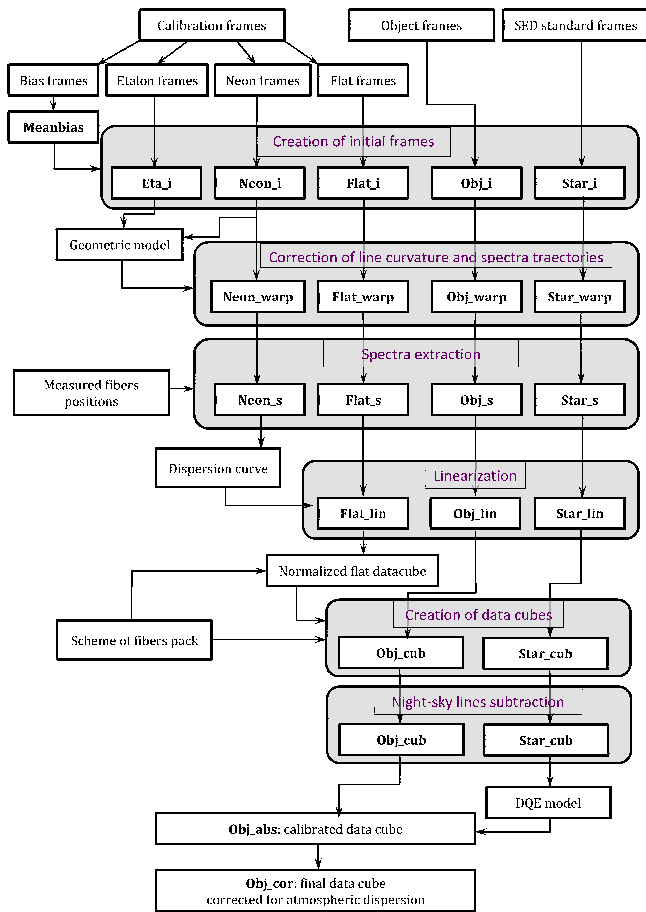 Calibration frames
Object frames
SED standard frames
Bias frames
Etalon frames
Neon frames
Flat frames
Meanbias
Creation of initial frames
Eta_i
Neon_i
Flat_i
Obj_i
Star_i
Geometric model
Correction of line curvature and spectra traectories
Neon_warp
Flat_warp
Obj_warp
Star_warp
Spectra extraction
Measured fibers
positions
Neon_s
Flat_s
Obj_s
Star_s
Dispersion curve
Linearization
Flat_lin
Obj_lin
Star_lin
Normalized flat datacube
Creation of data cubes
Scheme of fibers pack
Obj_cub
Star_cub
Night-sky lines subtraction
Obj_cub
Star_cub
DQE model
Obj_abs: calibrated data cube
Obj_cor: final data cube
corrected for atmospheric dispersion